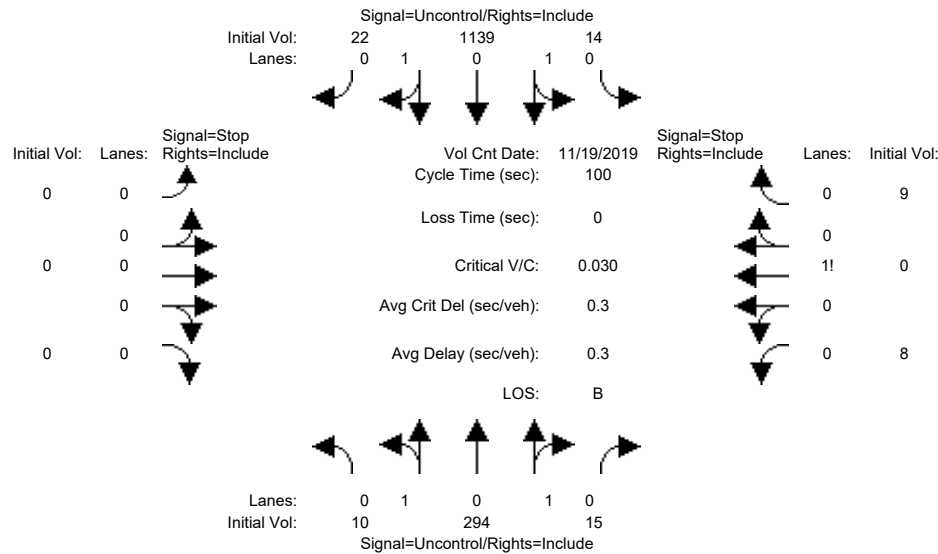 Signal=Uncontrol/Rights=Include
Initial Vol: 22 1139 14
Lanes: 0 1 0 1 0
Signal=Stop Signal=Stop
Initial Vol: Lanes: Rights=Include Vol Cnt Date: 11/19/2019 Rights=Include Lanes: Initial Vol:
Cycle Time (sec): 100
0 0 0 9
Loss Time (sec): 0
0 0
0 0 Critical V/C: 0.030 1! 0
0 Avg Crit Del (sec/veh): 0.3 0
0 0 Avg Delay (sec/veh): 0.3 0 8
LOS: B
Lanes: 0 1 0 1 0
Initial Vol: 10 294 15
Signal=Uncontrol/Rights=Include